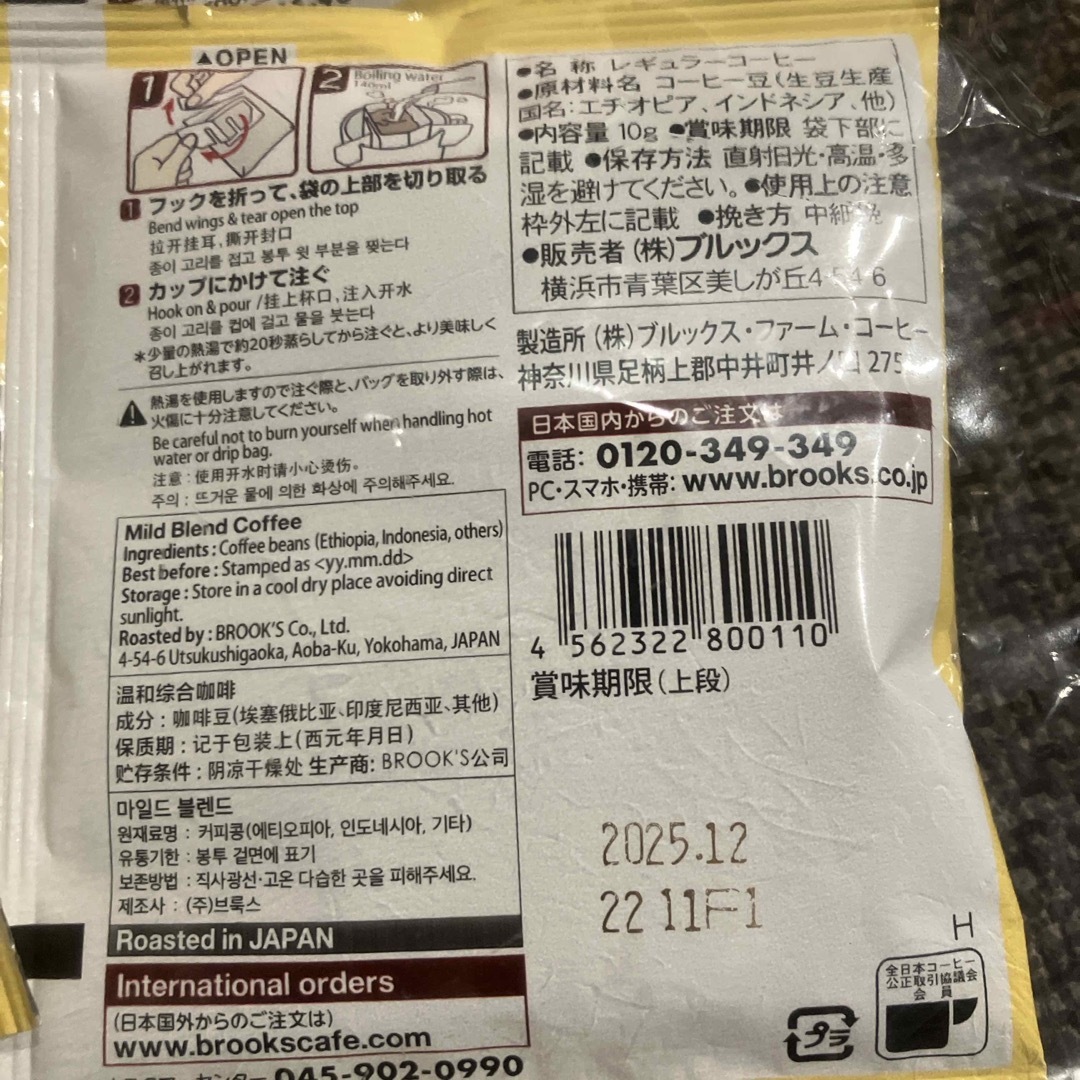 ▲OPEN
1
2
Boiling water
140ml
1 フックを折って、袋の上部を切り取る
Bend wings & tear open the top
拉开挂耳,撕开封口
종이 고리를 접고 봉투 윗 부분을 찢는다
2 カップにかけて注ぐ
Hook on & pour /挂上杯口,注入开水
종이 고리를 컵에 걸고 물을 붓는다
*少量の熱湯で約20秒蒸らしてから注ぐと、より美味しく
召し上がれます。
熱湯を使用しますので注ぐ際と、バッグを取り外す際は、
火傷に十分注意してください。
Be careful not to burn yourself when handling hot
water or drip bag.
注意:使用开水时请小心烫伤。
주의 : 뜨거운 물에 의한 화상에 주의해주세요.
Mild Blend Coffee
Ingredients : Coffee beans (Ethiopia, Indonesia, others)
Best before : Stamped as <yy.mm.dd>
Storage : Store in a cool dry place avoiding direct
sunlight.
Roasted by : BROOK'S Co., Ltd.
4-54-6 Utsukushigaoka, Aoba-Ku, Yokohama, JAPAN
温和综合咖啡
成分 : 咖啡豆(埃塞俄比亚、印度尼西亚、其他)
保质期 : 记于包装上(西元年月日)
贮存条件 : 阴凉干燥处 生产商: BROOK'S公司
마일드 블렌드
원재료명 : 커피콩(에티오피아, 인도네시아, 기타)
유통기한 : 봉투 겉면에 표기
보존방법 : 직사광선·고온 다습한 곳을 피해주세요.
제조사 : (주)브룩스
Roasted in JAPAN
International orders
(日本国外からのご注文は)
www.brookscafe.com
045-902-0990
●名 称 レギュラーコーヒー
●原材料名 コーヒー豆(生豆生産
国名:エチオピア、インドネシア、他)
●内容量 10g ●賞味期限 袋下部に
記載 ●保存方法 直射日光・高温・多
湿を避けてください。●使用上の注意
枠外左に記載 ●挽き方 中細挽
●販売者 (株)ブルックス
横浜市青葉区美しが丘4-54-6
製造所 (株)ブルックス・ファーム・コーヒー
神奈川県足柄上郡中井町井ノ口 275
日本国内からのご注文は
電話: 0120-349-349
PC・スマホ・携帯: www.brooks.co.jp
4 562322 800110
賞味期限(上段)
2025.12
22 11F1
H
全日本コーヒー
公正取引協議会
会員
プラ